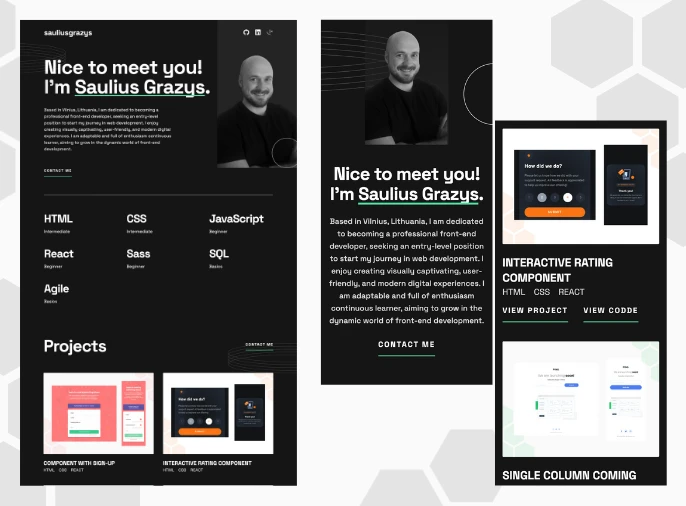 sauliusgrazys
Nice to meet you!
I'm Saulius Grazys.
Based in Vilnius, Lithuania, I am dedicated to becoming a
professional front-end developer, seeking an entry-level
position to start my journey in web development. I enjoy
creating visually captivating, user-friendly, and modern digital
experiences. I am adaptable and full of enthusiasm continuous
learner, aiming to grow in the dynamic world of front-end
development.
CONTACT ME
HTML
Intermediate
CSS
Intermediate
JavaScript
Beginner
React
Beginner
Sass
Beginner
SQL
Basics
Agile
Basics
Projects
CONTACT ME
How did we do?
COMPONENT WITH SIGN-UP
HTML CSS REACT
INTERACTIVE RATING COMPONENT
HTML CSS REACT
Nice to meet you!
I'm Saulius Grazys.
Based in Vilnius, Lithuania, I am dedicated
to becoming a professional front-end
developer, seeking an entry-level position
to start my journey in web development. I
enjoy creating visually captivating, user-
friendly, and modern digital experiences. I
am adaptable and full of enthusiasm
continuous learner, aiming to grow in the
dynamic world of front-end development.
CONTACT ME
How did we do?
Thank you!
INTERACTIVE RATING
COMPONENT
HTML CSS REACT
VIEW PROJECT VIEW CODDE
SINGLE COLUMN COMING